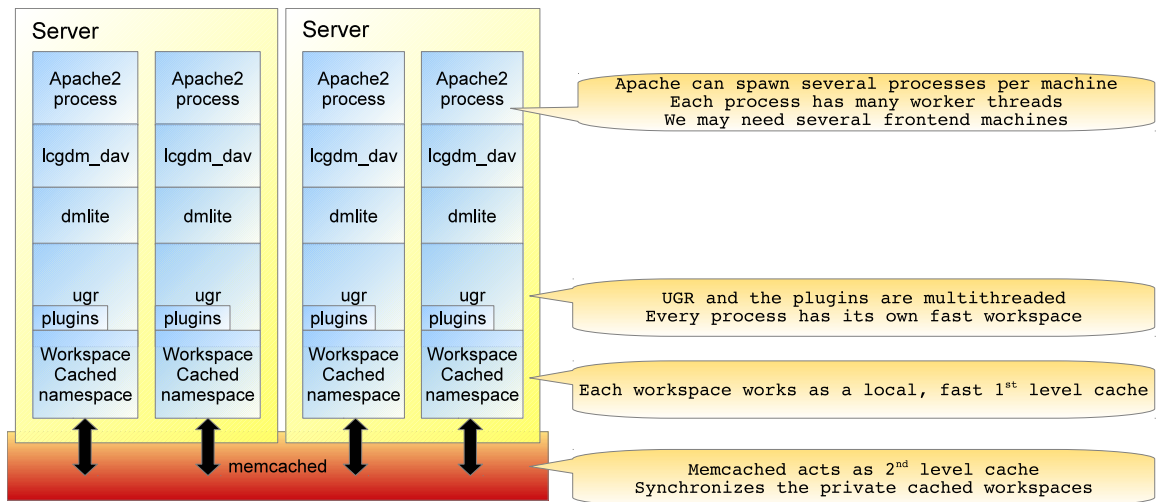 Server
Apache2
process
lcgdm_dav
dmlite
ugr
plugins
Workspace
Cached
namespace
Apache2
process
lcgdm_dav
dmlite
ugr
plugins
Workspace
Cached
namespace
Server
Apache2
process
lcgdm_dav
dmlite
ugr
plugins
Workspace
Cached
namespace
Apache2
process
lcgdm_dav
dmlite
ugr
plugins
Workspace
Cached
namespace
memcached
Apache can spawn several processes per machine
Each process has many worker threads
We may need several frontend machines
UGR and the plugins are multithreaded
Every process has its own fast workspace
Each workspace works as a local, fast 1st level cache
Memcached acts as 2nd level cache
Synchronizes the private cached workspaces